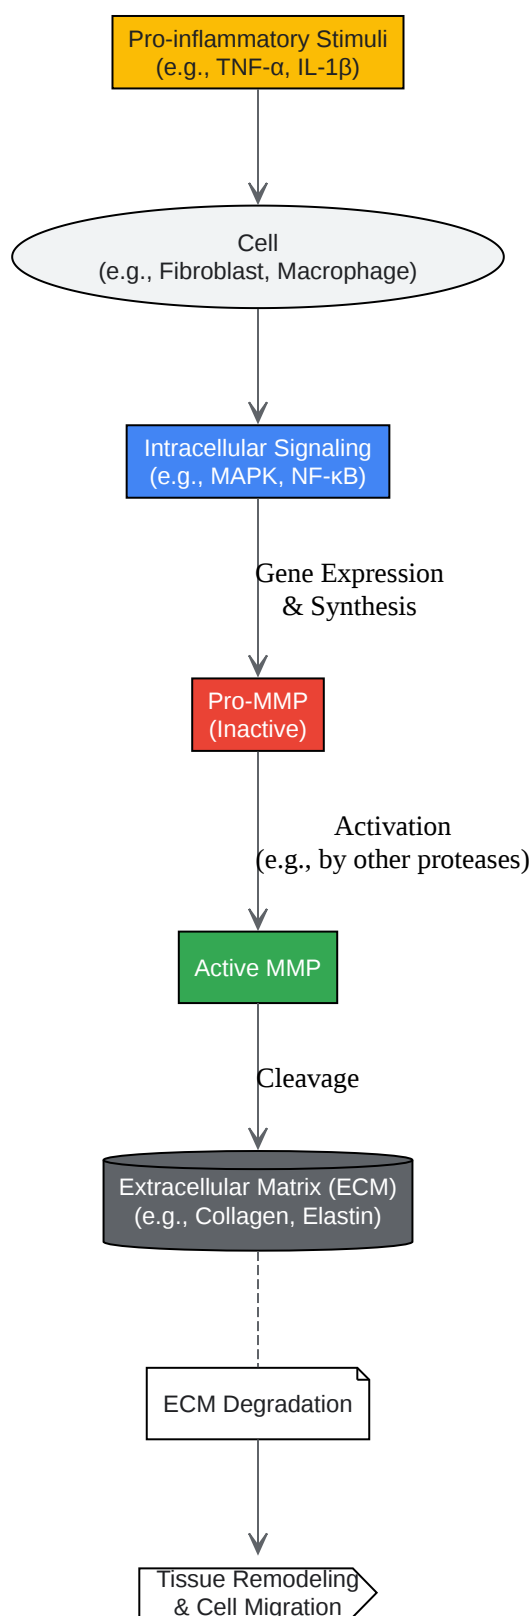 Pro-inflammatory Stimuli
(e.g., TNF-α, IL-1β)
Cell
(e.g., Fibroblast, Macrophage)
Intracellular Signaling
(e.g., MAPK, NF-κB)
Gene Expression
& Synthesis
Pro-MMP
(Inactive)
Activation
(e.g., by other proteases)
Active MMP
Cleavage
Extracellular Matrix (ECM)
(e.g., Collagen, Elastin)
ECM Degradation
Tissue Remodeling
& Cell Migration